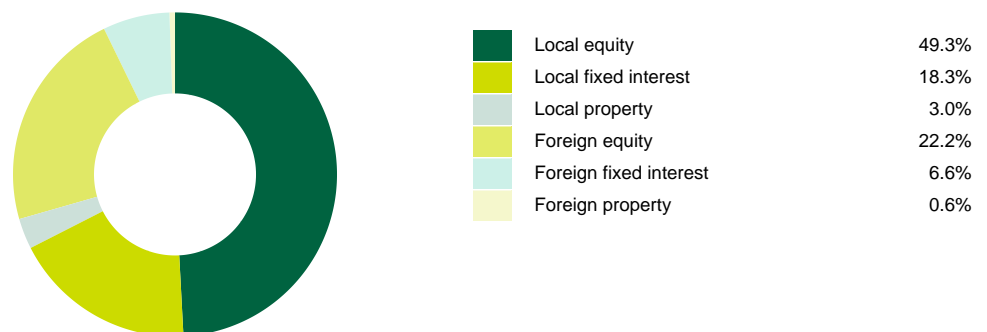 Local equity 49.3%
Local fixed interest 18.3%
Local property 3.0%
Foreign equity 22.2%
Foreign fixed interest 6.6%
Foreign property 0.6%